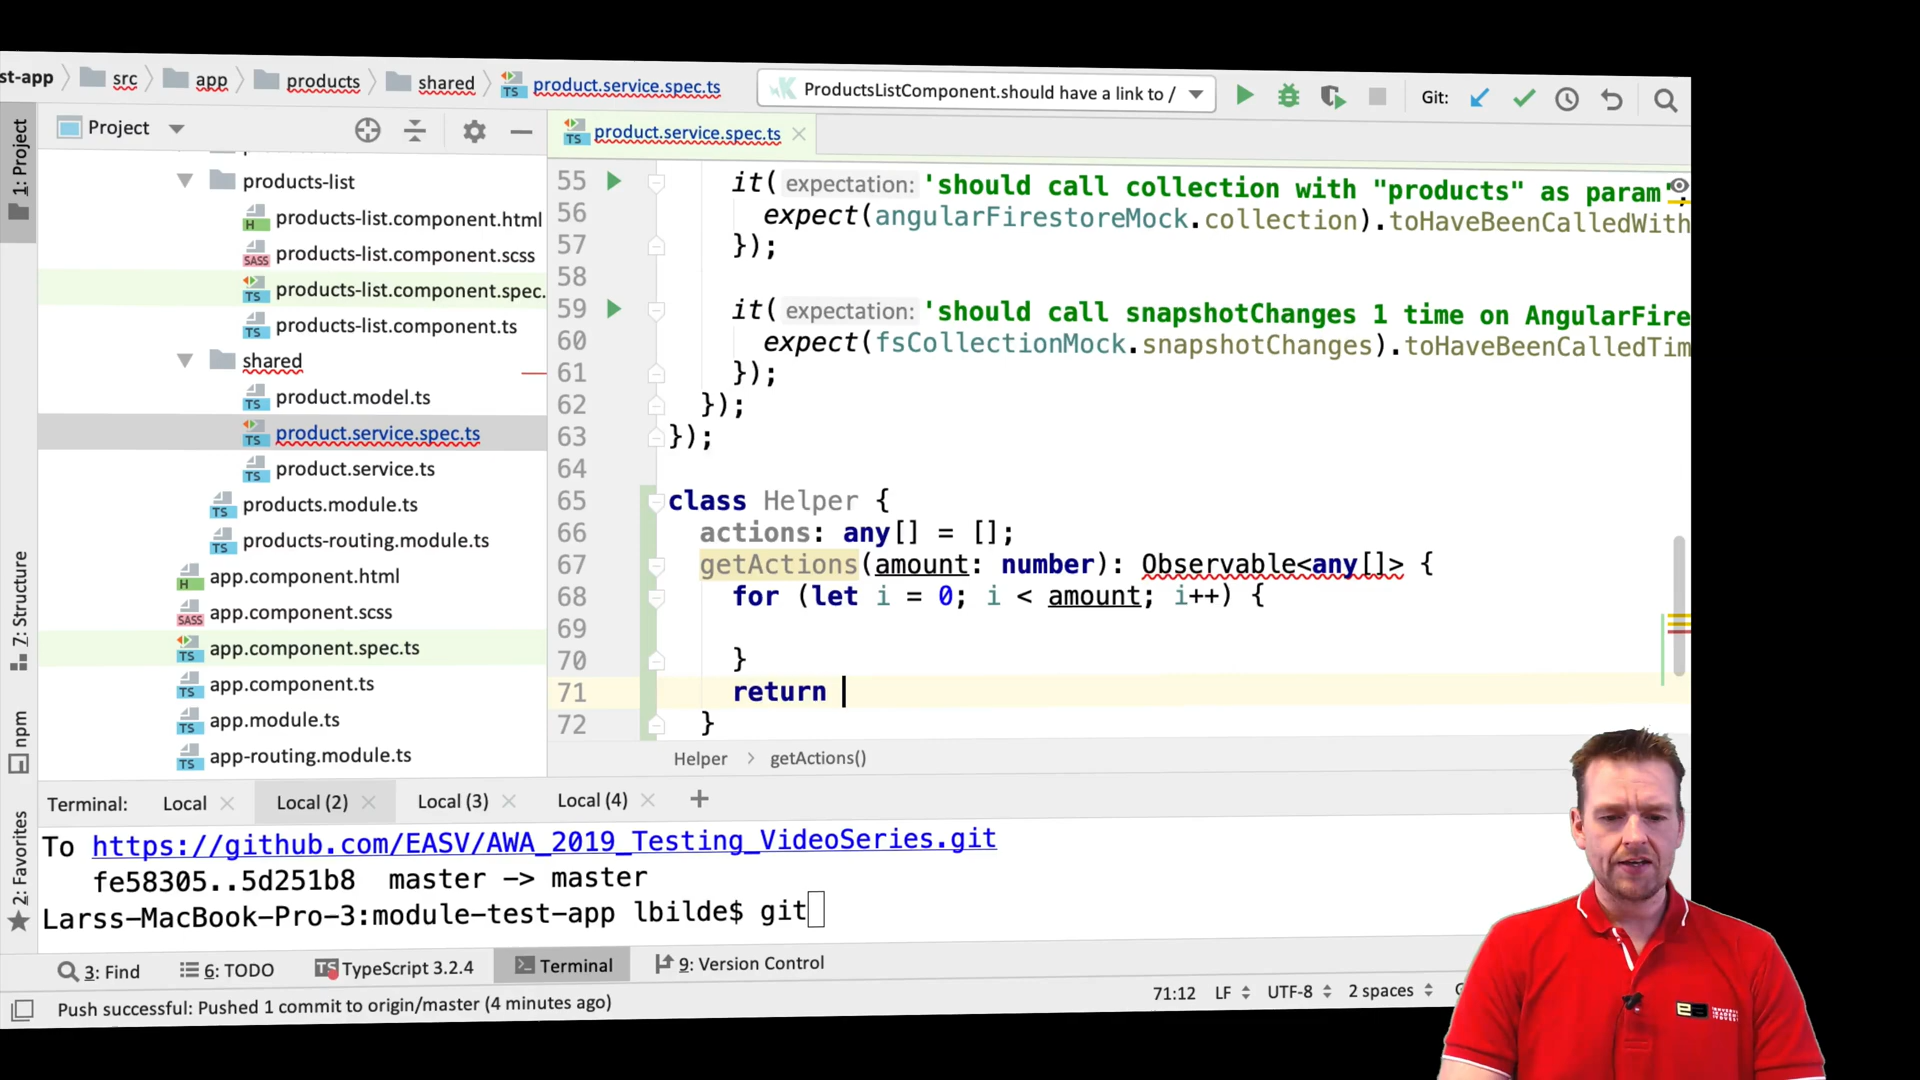 st-app src app products shared product.service.spec.ts
ProductsListComponent.should have a link to /
Git:
1: Project
Project
product.service.spec.ts
products-list
products-list.component.html
products-list.component.scss
products-list.component.spec.
products-list.component.ts
shared
product.model.ts
product.service.spec.ts
product.service.ts
products.module.ts
products-routing.module.ts
app.component.html
app.component.scss
app.component.spec.ts
app.component.ts
app.module.ts
app-routing.module.ts
55 it( expectation: 'should call collection with "products" as param'
56 expect(angularFirestoreMock.collection).toHaveBeenCalledWith
57 });
58
59 it( expectation: 'should call snapshotChanges 1 time on AngularFire
60 expect(fsCollectionMock.snapshotChanges).toHaveBeenCalledTim
61 });
62 });
63 });
64
65 class Helper {
66 actions: any[] = [];
67 getActions(amount: number): Observable<any[]> {
68 for (let i = 0; i < amount; i++) {
69
70 }
71 return
72 }
Helper > getActions()
7: Structure
npm
2: Favorites
Terminal: Local Local (2) Local (3) Local (4)
To https://github.com/EASV/AWA_2019_Testing_VideoSeries.git
fe58305..5d251b8 master -> master
Larss-MacBook-Pro-3:module-test-app lbilde$ git
3: Find 6: TODO TypeScript 3.2.4 Terminal 9: Version Control
Push successful: Pushed 1 commit to origin/master (4 minutes ago)
71:12 LF UTF-8 2 spaces